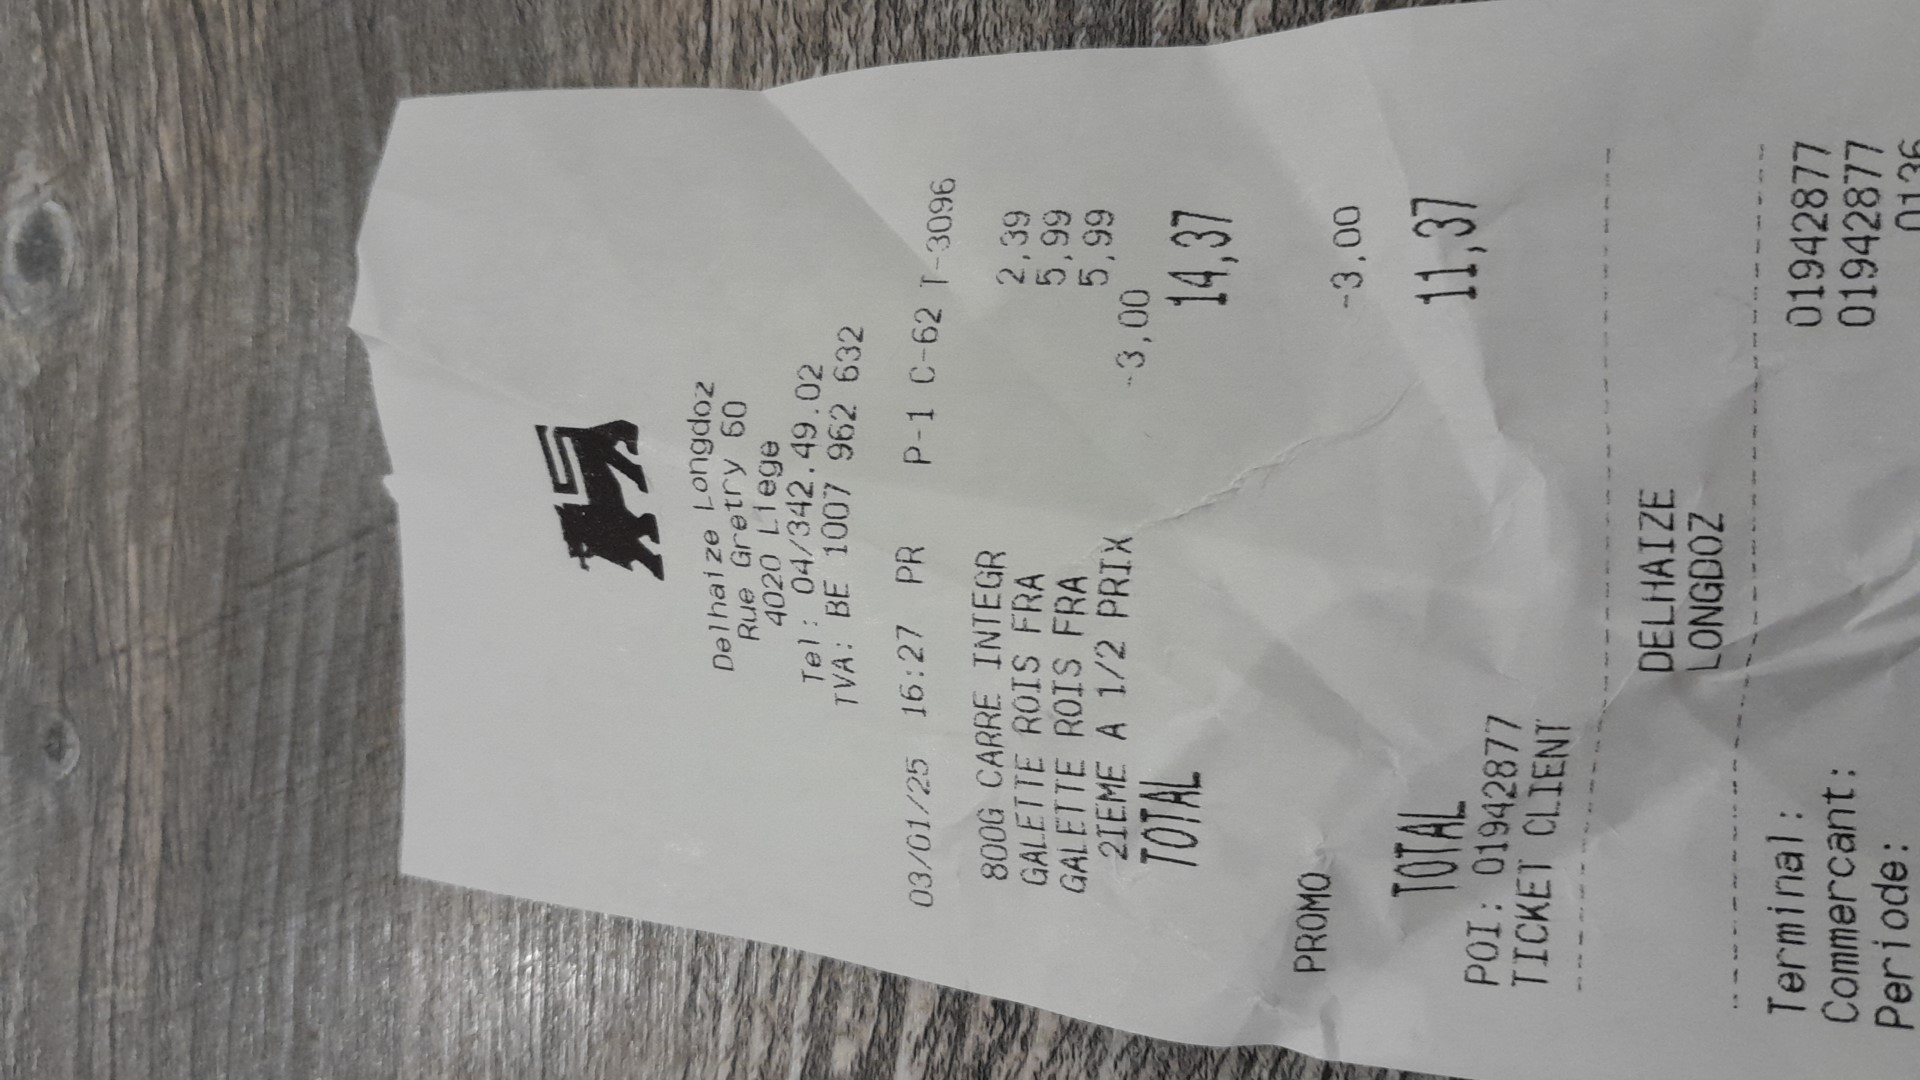 Delhaize Longdoz
Rue Gretry 60
4020 Liege
Tel: 04/342.49.02
TVA: BE 1007 962 632
03/01/25 16:27 PR P-1 C-62 T-3096
800G CARRE INTEGR 2,39
GALETTE ROIS FRA 5,99
GALETTE ROIS FRA 5,99
2IEME A 1/2 PRIX -3,00
TOTAL 14,37
PROMO -3,00
TOTAL 11,37
POI: 01942877
TICKET CLIENT
DELHAIZE
LONGDOZ
Terminal: 01942877
Commercant: 01942877
Periode: 0136